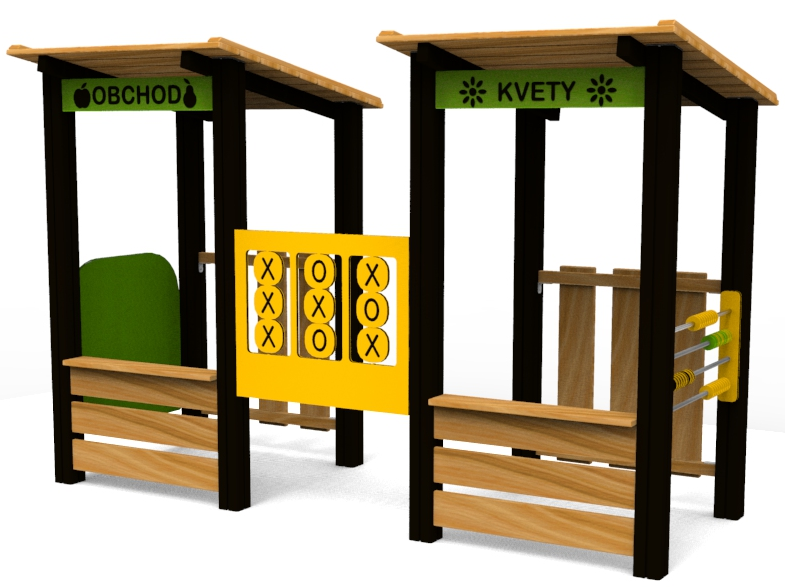 OBCHOD
KVETY
X O X
X X O
X O X